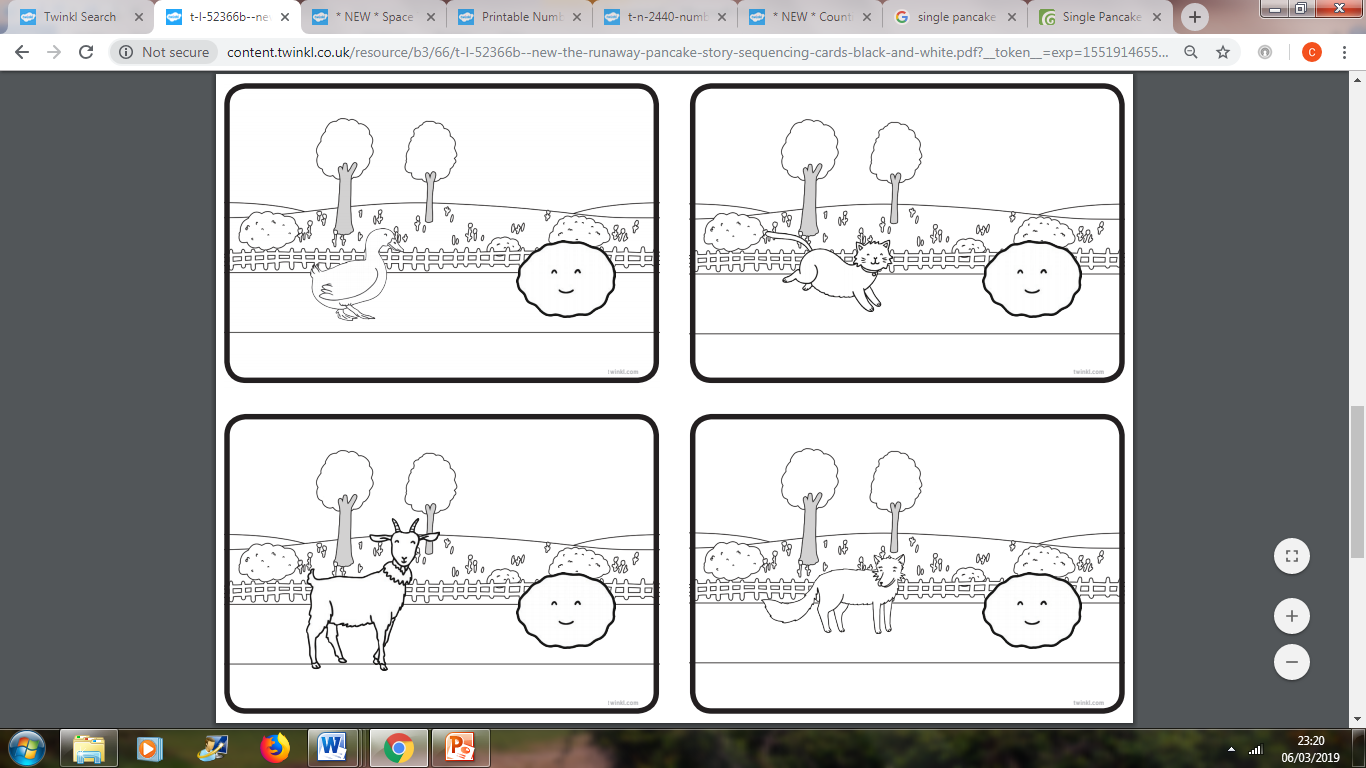 Twinkl Search
t-l-52366b--ne
* NEW * Space
Printable Numb
t-n-2440-numb
* NEW * Count
single pancake
Single Pancake
Not secure
content.twinkl.co.uk/resource/b3/66/t-l-52366b--new-the-runaway-pancake-story-sequencing-cards-black-and-white.pdf?__token__=exp=1551914655...
C
twinkl.com
twinkl.com
twinkl.com
twinkl.com
23:20
06/03/2019